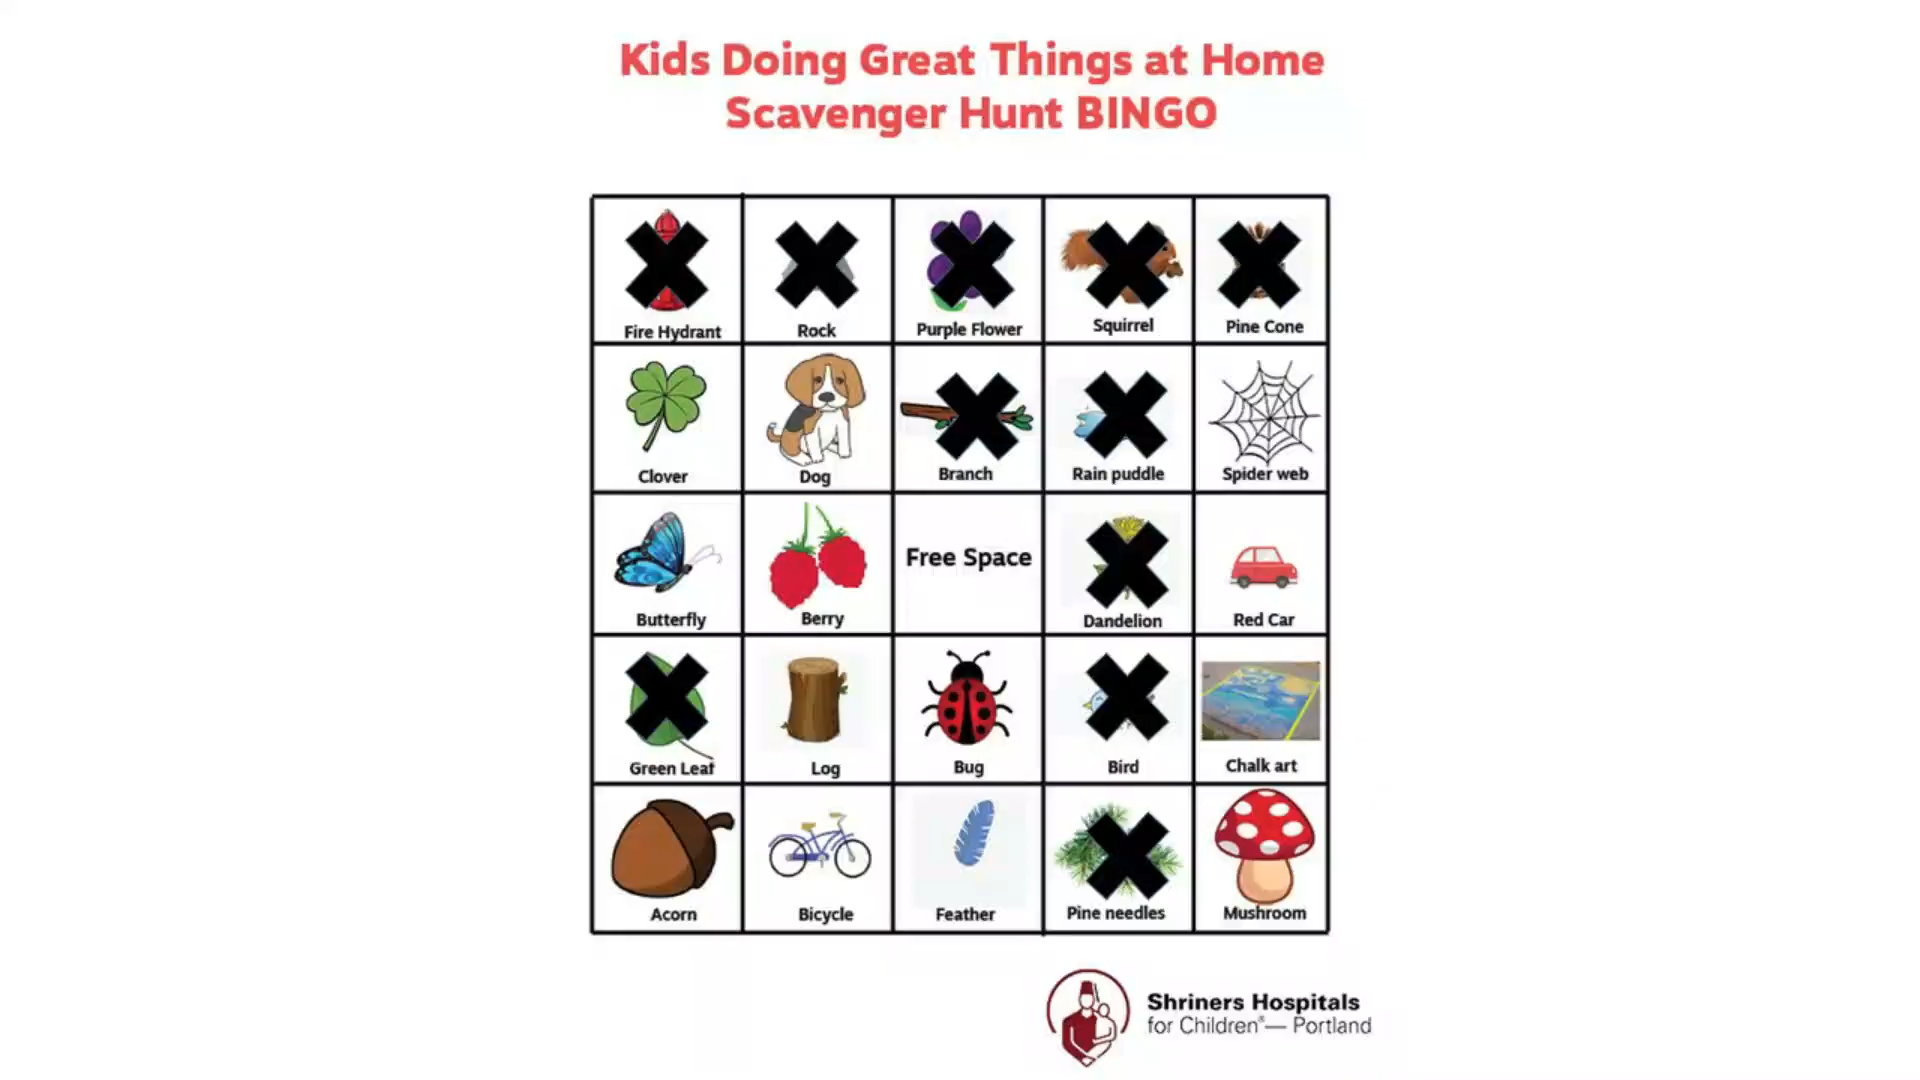 Kids Doing Great Things at Home
Scavenger Hunt BINGO
Fire Hydrant
Rock
Purple Flower
Squirrel
Pine Cone
Clover
Dog
Branch
Rain puddle
Spider web
Butterfly
Berry
Free Space
Dandelion
Red Car
Green Leaf
Log
Bug
Bird
Chalk art
Acorn
Bicycle
Feather
Pine needles
Mushroom
Shriners Hospitals
for Children®— Portland